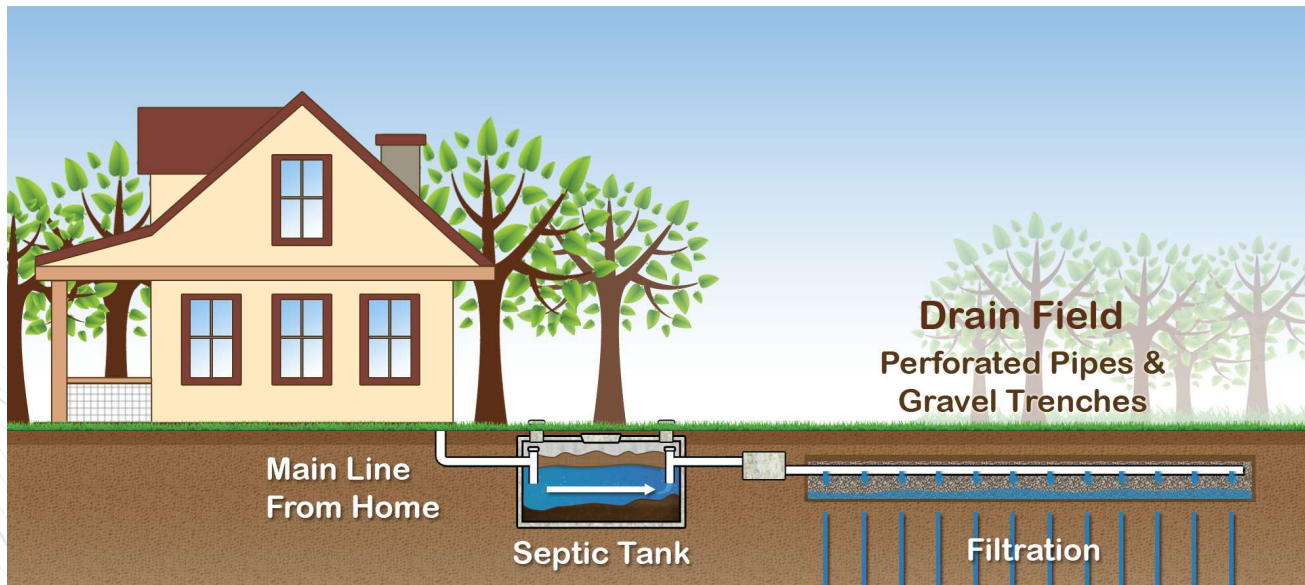 Drain Field
Perforated Pipes &
Gravel Trenches
Main Line
From Home
Septic Tank
Filtration